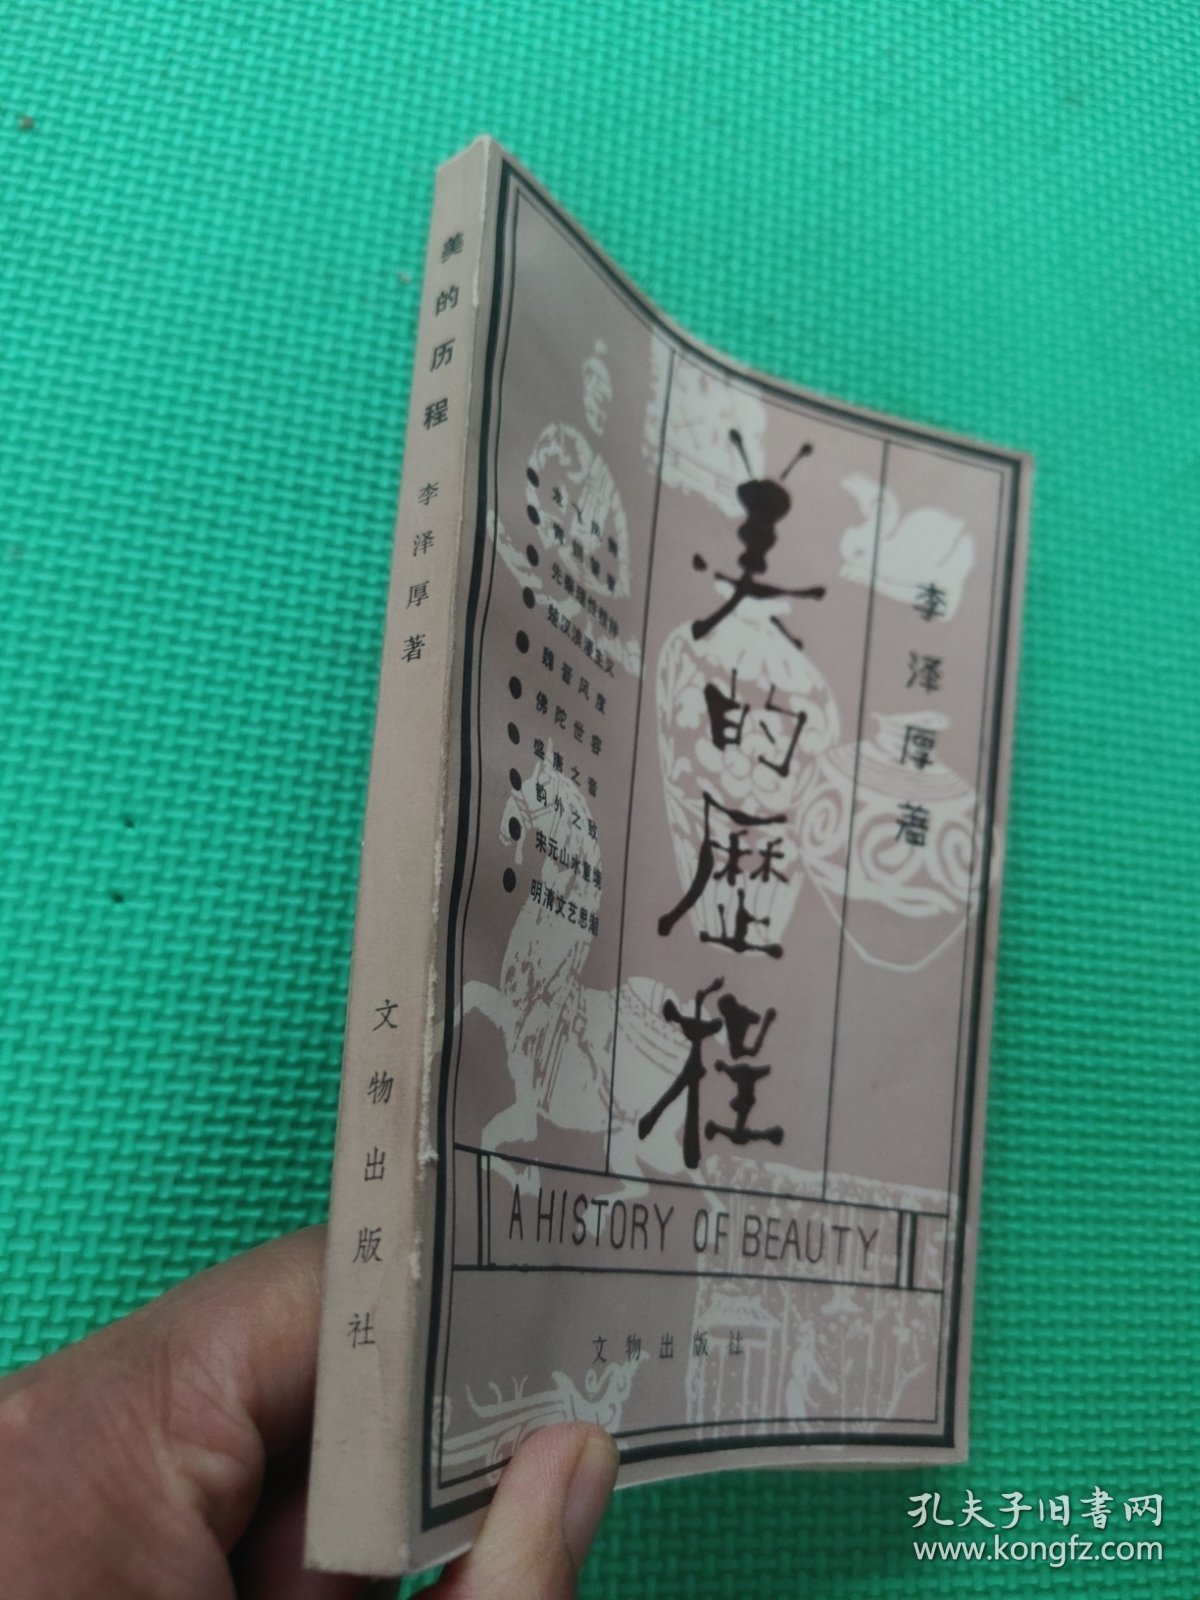 美的历程 李泽厚著
文物出版社
美的歷程
李泽厚著
龙飞凤舞
青铜饕餮
先秦理性精神
楚汉浪漫主义
魏晋风度
佛陀世容
盛唐之音
韵外之致
宋元山水意境
明清文艺思潮
A HISTORY OF BEAUTY
文物出版社
孔夫子旧書网
www.kongfz.com